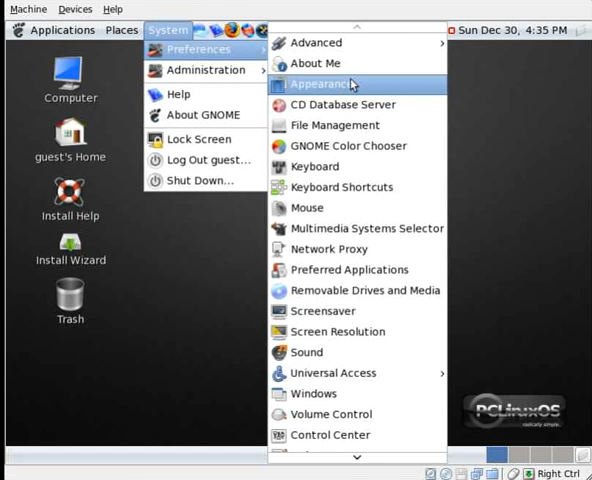 Machine Devices Help
Applications Places System Sun Dec 30, 4:35 PM
Preferences
Administration
Help
About GNOME
Lock Screen
Log Out guest...
Shut Down...
Advanced
About Me
Appearance
CD Database Server
File Management
GNOME Color Chooser
Keyboard
Keyboard Shortcuts
Mouse
Multimedia Systems Selector
Network Proxy
Preferred Applications
Removable Drives and Media
Screensaver
Screen Resolution
Sound
Universal Access
Windows
Volume Control
Control Center
Computer
guest's Home
Install Help
Install Wizard
Trash
PCLinuxOS
radically simple.
Right Ctrl